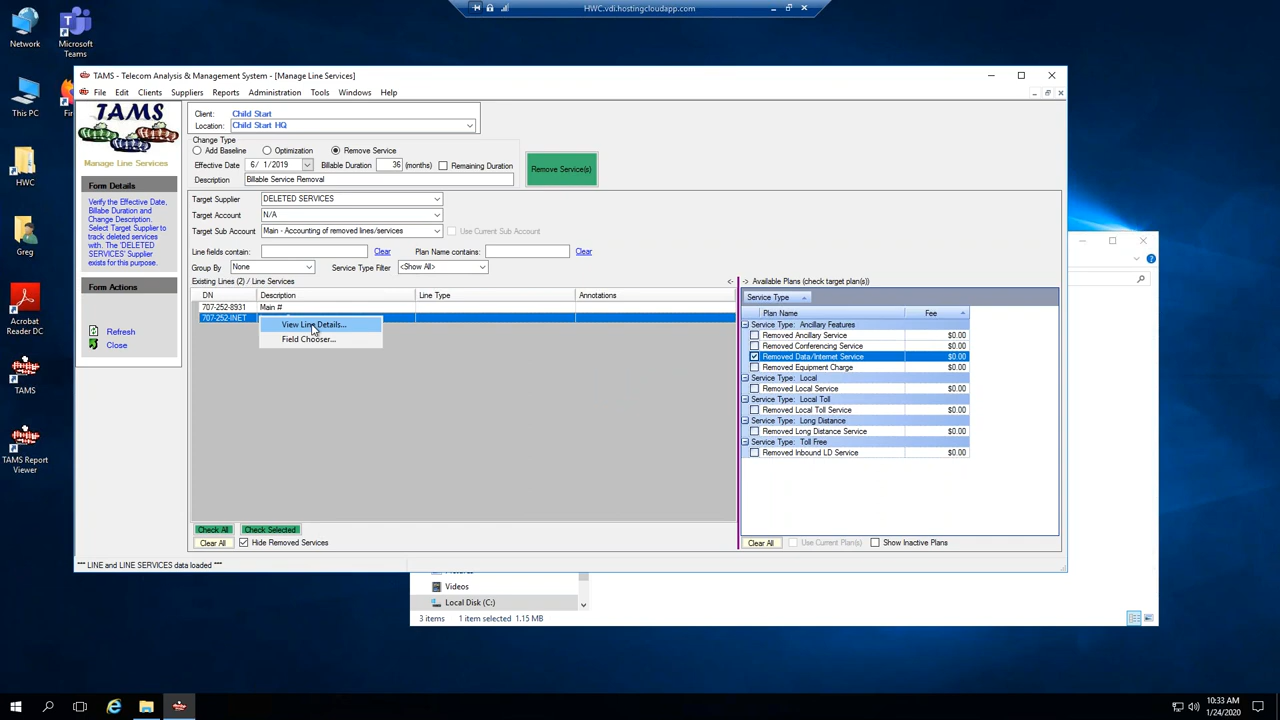 HWC.vdi.hostingcloudapp.com
Network
Microsoft
Teams
This PC
HWC
Greg
Acrobat
Reader DC
TAMS
TAMS Report
Viewer
TAMS - Telecom Analysis & Management System - [Manage Line Services]
File Edit Clients Suppliers Reports Administration Tools Windows Help
TAMS
Manage Line Services
Form Details
Verify the Effective Date,
Billabe Duration and
Change Description.
Select Target Supplier to
track deleted services
with. The 'DELETED
SERVICES' Supplier
exists for this purpose.
Form Actions
Refresh
Close
Client: Child Start
Location: Child Start HQ
Change Type
Add Baseline Optimization Remove Service
Effective Date 6/ 1/2019 Billable Duration 36 (months) Remaining Duration
Description Billable Service Removal
Remove Service(s)
Target Supplier DELETED SERVICES
Target Account N/A
Target Sub Account Main - Accounting of removed lines/services Use Current Sub Account
Line fields contain: Clear Plan Name contains: Clear
Group By None Service Type Filter <Show All>
Existing Lines (2) / Line Services <-
DN Description Line Type Annotations
707-252-8931 Main #
707-252-INET
View Line Details...
Field Chooser...
Check All Check Selected
Clear All Hide Removed Services
-> Available Plans (check target plan(s))
Service Type
Plan Name Fee
Service Type: Ancillary Features
Removed Ancillary Service $0.00
Removed Conferencing Service $0.00
Removed Data/Internet Service $0.00
Removed Equipment Charge $0.00
Service Type: Local
Removed Local Service $0.00
Service Type: Local Toll
Removed Local Toll Service $0.00
Service Type: Long Distance
Removed Long Distance Service $0.00
Service Type: Toll Free
Removed Inbound LD Service $0.00
Clear All Use Current Plan(s) Show Inactive Plans
*** LINE and LINE SERVICES data loaded ***
Videos
Local Disk (C:)
3 items 1 item selected 1.15 MB
10:33 AM
1/24/2020